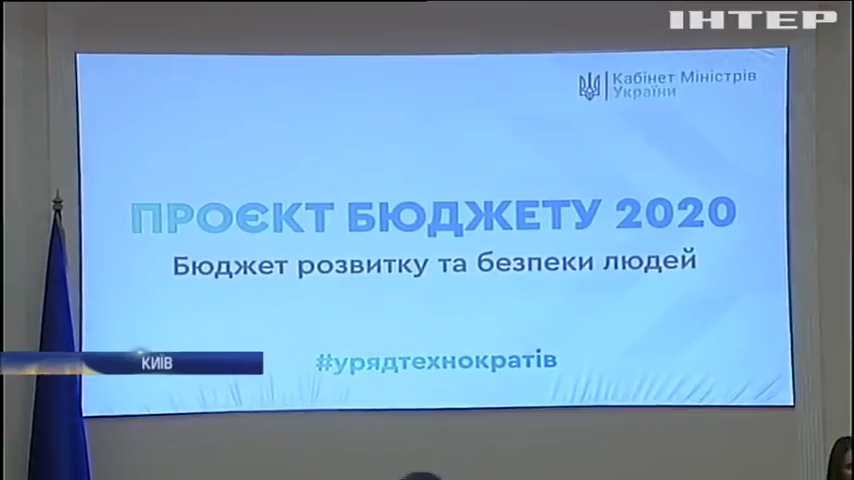 ІНТЕР
Кабінет Міністрів
України
ПРОЄКТ БЮДЖЕТУ 2020
Бюджет розвитку та безпеки людей
КИЇВ
#урядтехнократів